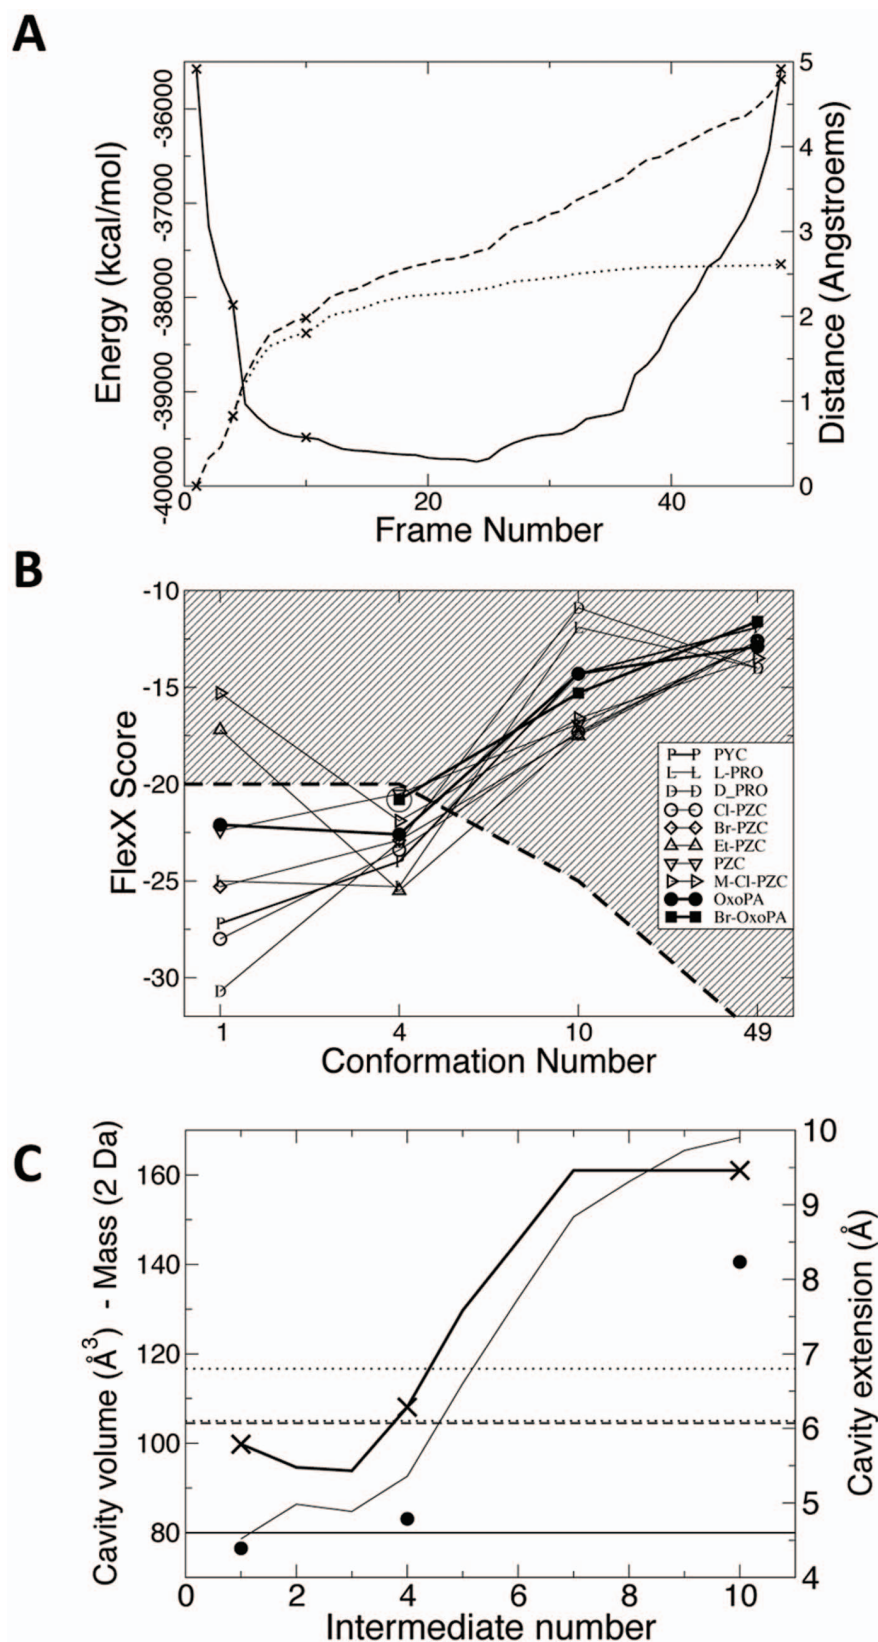 A
Energy (kcal/mol)
-36000
-37000
-38000
-39000
-40000
5
4
3
2
1
0
Distance (Angstroems)
0 20 40
Frame Number
B
FlexX Score
-10
-15
-20
-25
-30
P P PYC
L L L-PRO
D D D_PRO
Cl-PZC
Br-PZC
Et-PZC
PZC
M-Cl-PZC
OxoPA
Br-OxoPA
1 4 10 49
Conformation Number
C
Cavity volume (Å3) - Mass (2 Da)
160
140
120
100
80
10
9
8
7
6
5
4
Cavity extension (Å)
0 2 4 6 8 10
Intermediate number